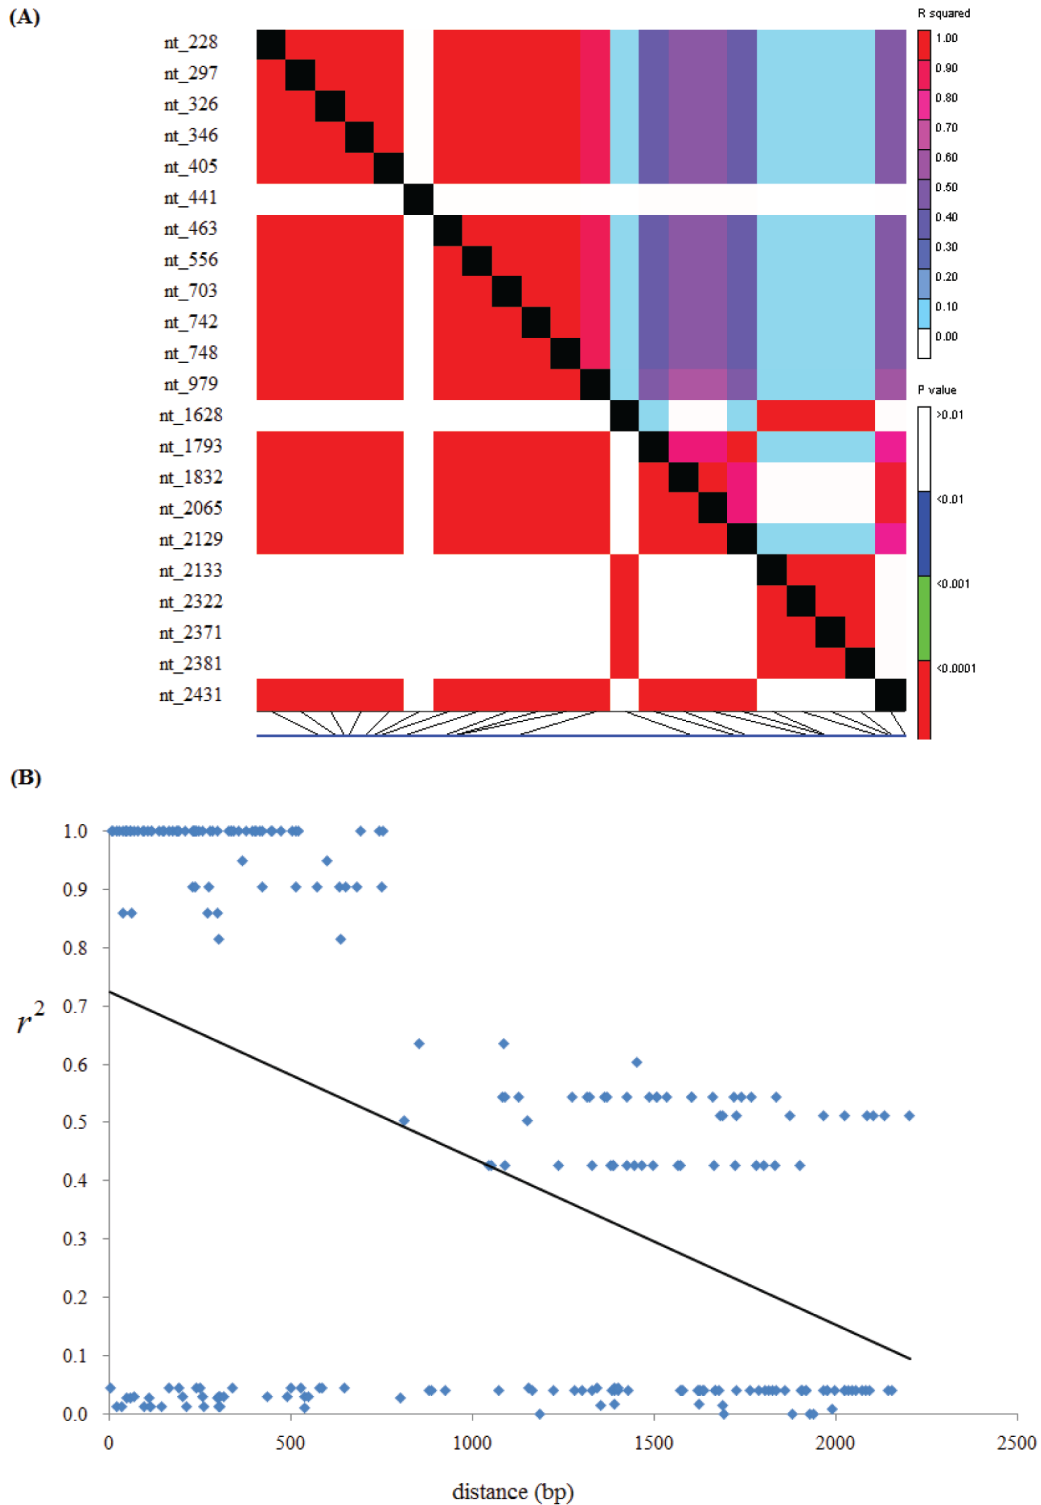 (A)
R squared
nt_228
nt_297
nt_326
nt_346
nt_405
nt_441
nt_463
nt_556
nt_703
nt_742
nt_748
nt_979
nt_1628
nt_1793
nt_1832
nt_2065
nt_2129
nt_2133
nt_2322
nt_2371
nt_2381
nt_2431
1.00
0.90
0.80
0.70
0.60
0.50
0.40
0.30
0.20
0.10
0.00
P value
>0.01
<0.01
<0.001
<0.0001
(B)
r²
1.0
0.9
0.8
0.7
0.6
0.5
0.4
0.3
0.2
0.1
0.0
0 500 1000 1500 2000 2500
distance (bp)